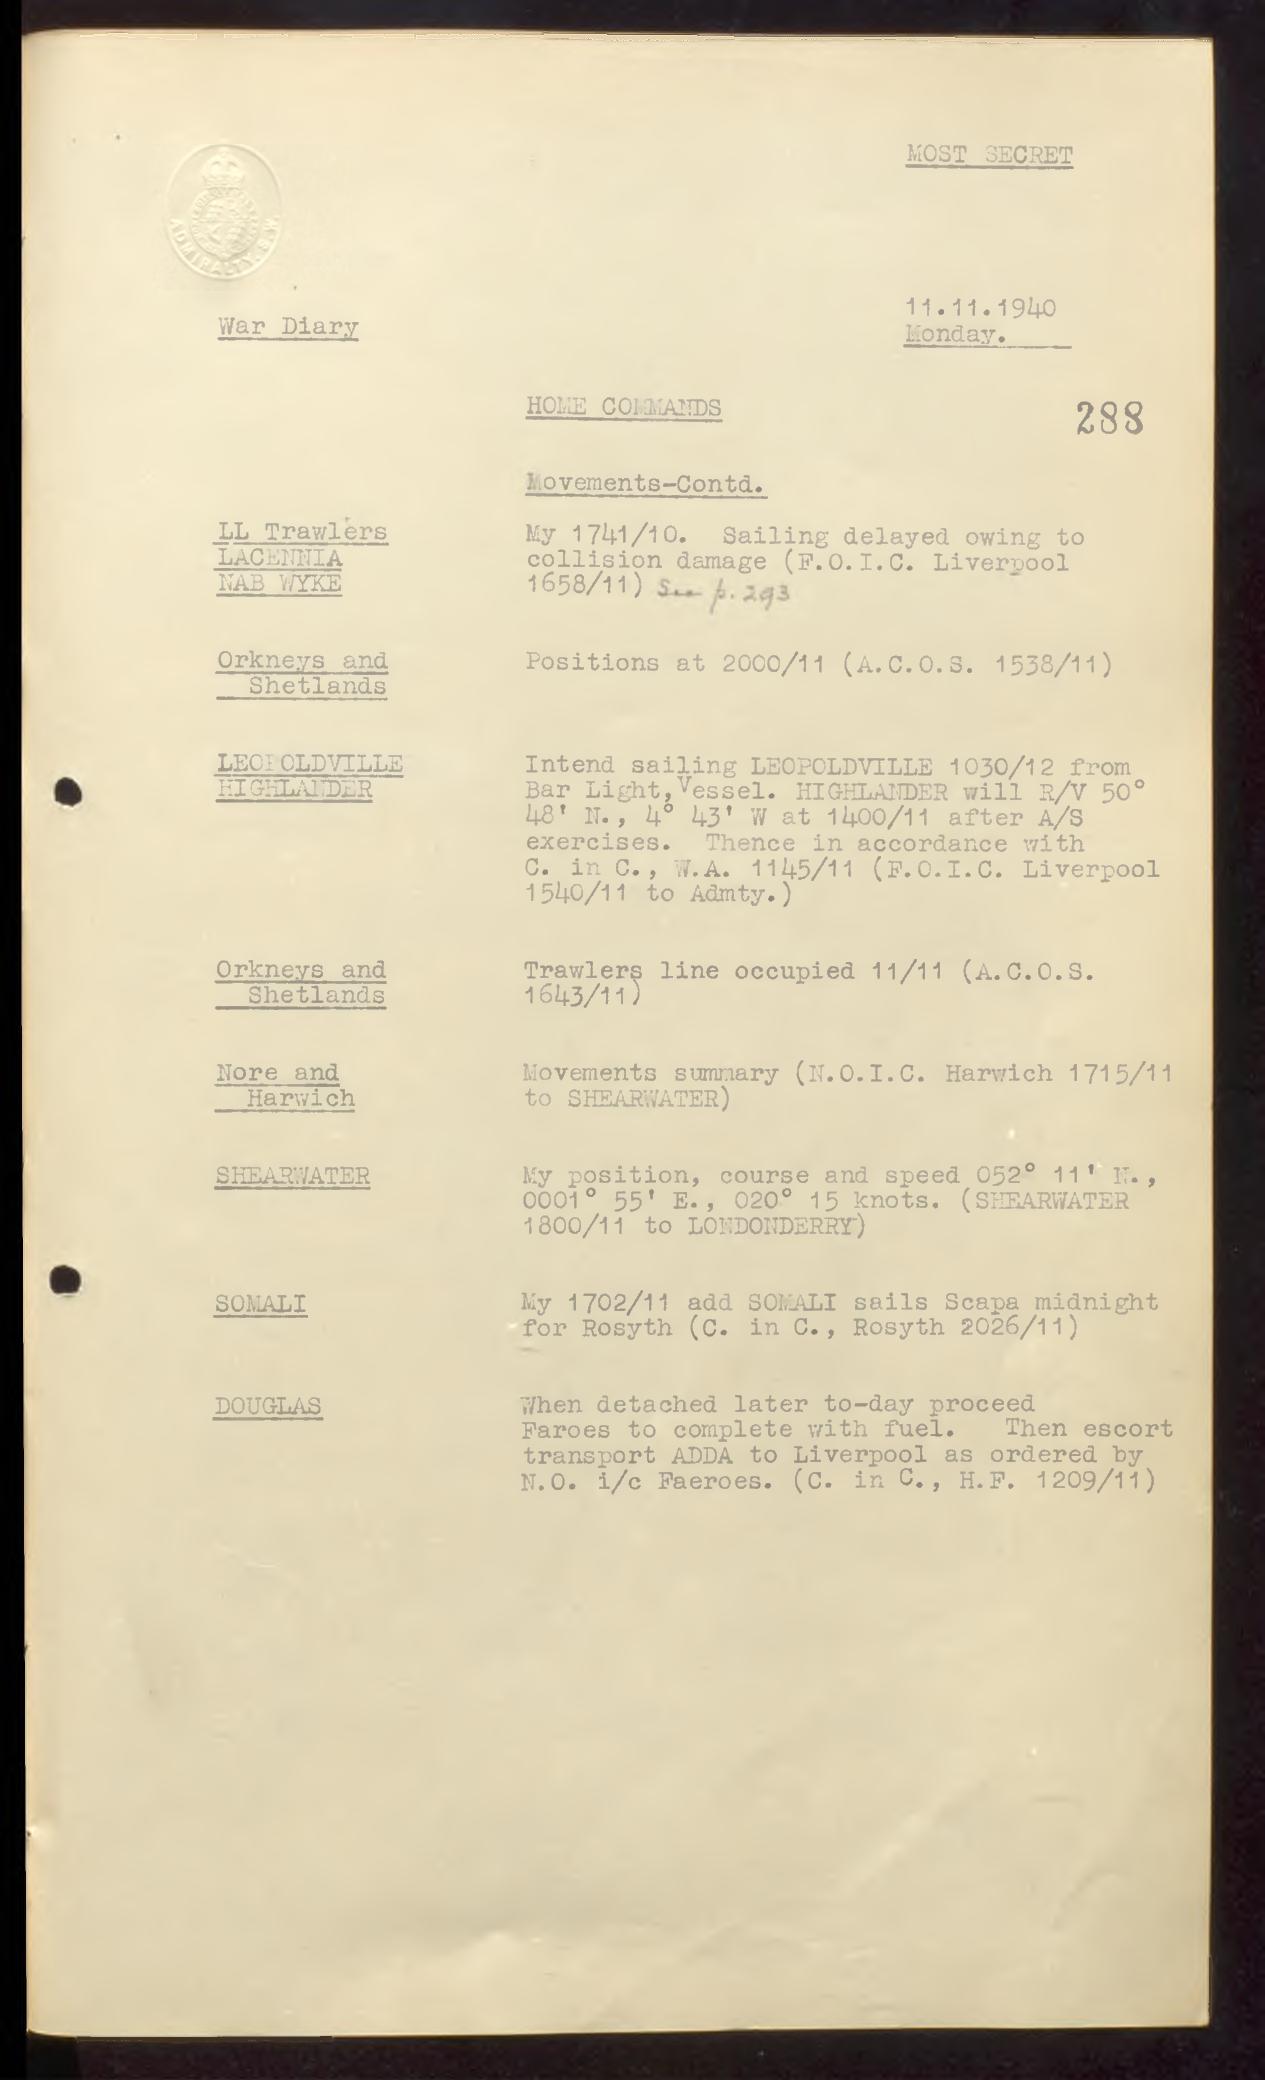 MOST SECRET
ADMIRALTY. S.W.
11.11.1940
War Diary
Monday.
HOME COMMANDS
288
Movements-Contd.
LL Trawlers My 1741/10. Sailing delayed owing to
LACENNIA collision damage (F.O.I.C. Liverpool
NAB WYKE 1658/11) See p. 293
Orkneys and Positions at 2000/11 (A.C.O.S. 1538/11)
Shetlands
LEOPOLDVILLE Intend sailing LEOPOLDVILLE 1030/12 from
HIGHLANDER Bar Light, Vessel. HIGHLANDER will R/V 50°
48' N., 4° 43' W at 1400/11 after A/S
exercises. Thence in accordance with
C. in C., W.A. 1145/11 (F.O.I.C. Liverpool
1540/11 to Admty.)
Orkneys and Trawlers line occupied 11/11 (A.C.O.S.
Shetlands 1643/11)
Nore and Movements summary (N.O.I.C. Harwich 1715/11
Harwich to SHEARWATER)
SHEARWATER My position, course and speed 052° 11' N.,
0001° 55' E., 020° 15 knots. (SHEARWATER
1800/11 to LONDONDERRY)
SOMALI My 1702/11 add SOMALI sails Scapa midnight
for Rosyth (C. in C., Rosyth 2026/11)
DOUGLAS When detached later to-day proceed
Faroes to complete with fuel. Then escort
transport ADDA to Liverpool as ordered by
N.O. i/c Faeroes. (C. in C., H.F. 1209/11)